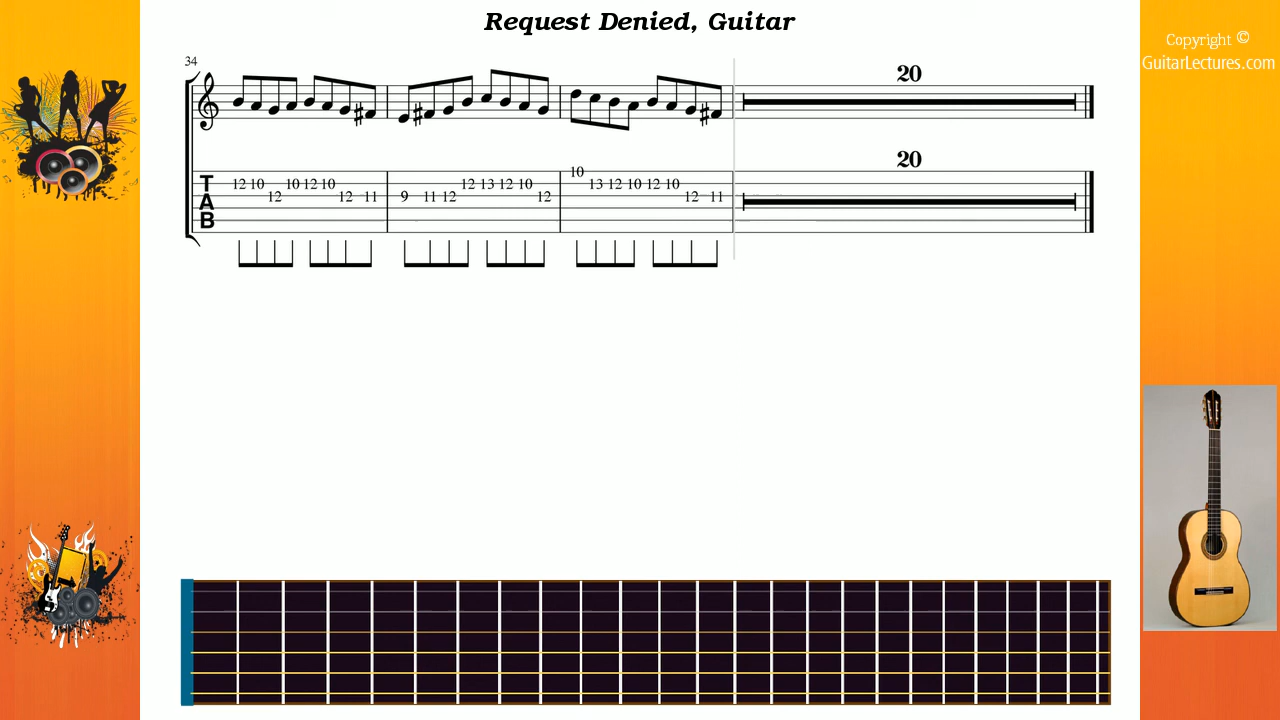 Request Denied, Guitar
Copyright ©
GuitarLectures.com
34
20
20
T
A
B
10
12 10 10 12 10 12 13 12 10 13 12 10 12 10
12 12 11 9 11 12 12 12 11